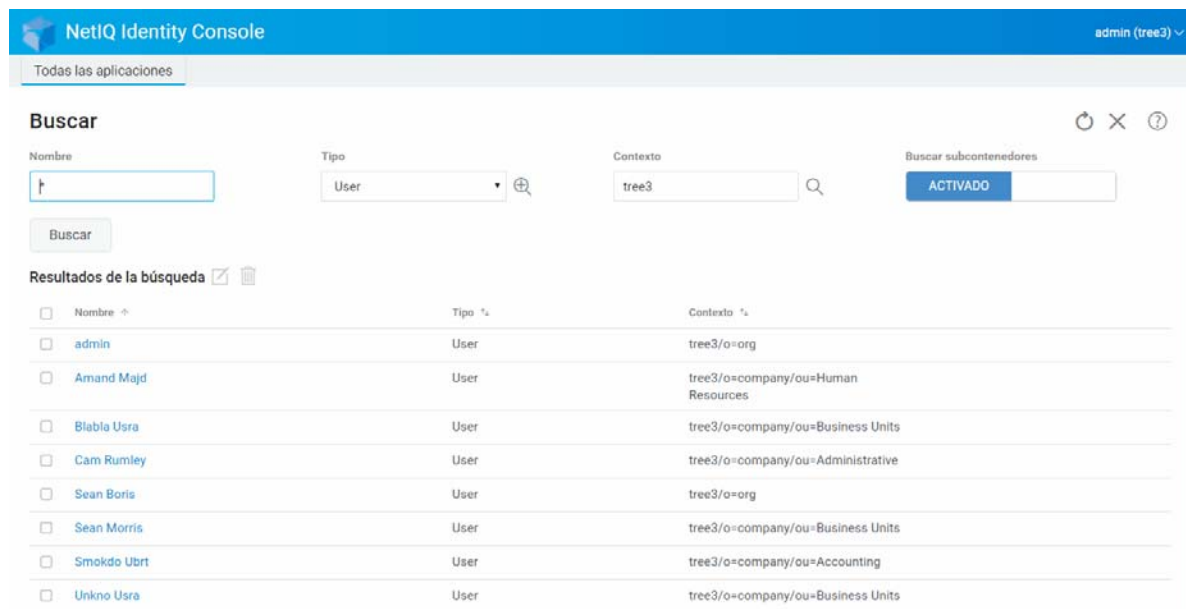 NetIQ Identity Console
admin (tree3)
Todas las aplicaciones
Buscar
Nombre
Tipo
Contexto
Buscar subcontenedores
*
User
tree3
ACTIVADO
Buscar
Resultados de la búsqueda
Nombre
Tipo
Contexto
admin
User
tree3/o=org
Amand Majd
User
tree3/o=company/ou=Human
Resources
Blabla Usra
User
tree3/o=company/ou=Business Units
Cam Rumley
User
tree3/o=company/ou=Administrative
Sean Boris
User
tree3/o=org
Sean Morris
User
tree3/o=company/ou=Business Units
Smokdo Ubrt
User
tree3/o=company/ou=Accounting
Unkno Usra
User
tree3/o=company/ou=Business Units